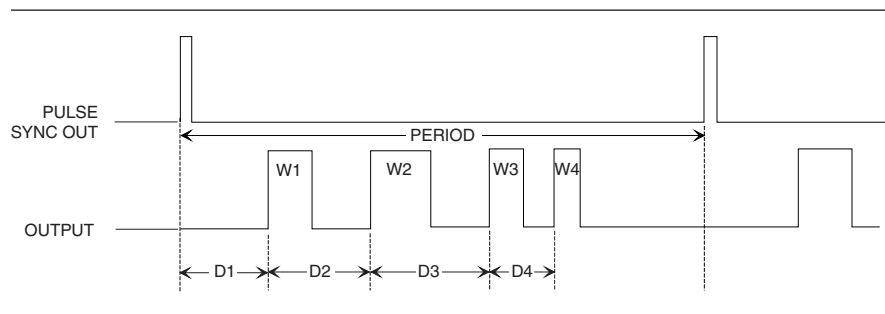 PULSE
SYNC OUT
PERIOD
W1
W2
W3
W4
OUTPUT
D1
D2
D3
D4